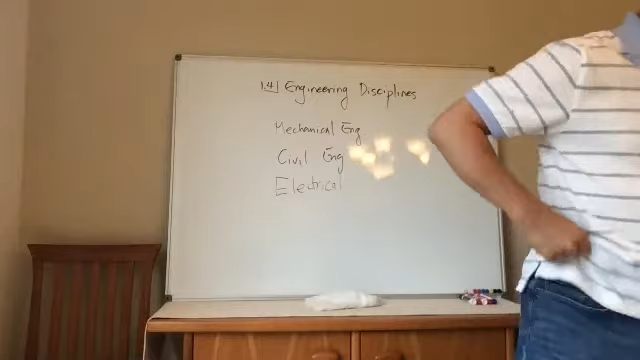 1.4 Engineering Disciplines
Mechanical Eng
Civil Eng
Electrical